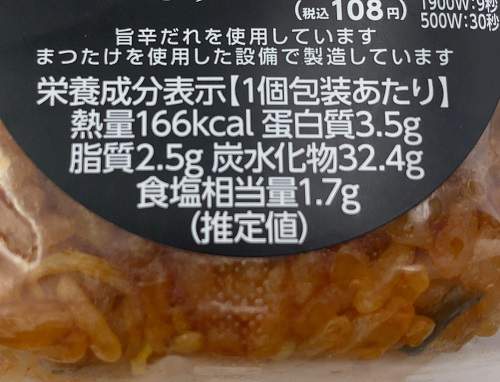 (税込108円) 1900W:9秒
500W:30秒
旨辛だれを使用しています
まつたけを使用した設備で製造しています
栄養成分表示【1個包装あたり】
熱量166kcal 蛋白質3.5g
脂質2.5g 炭水化物32.4g
食塩相当量1.7g
(推定値)